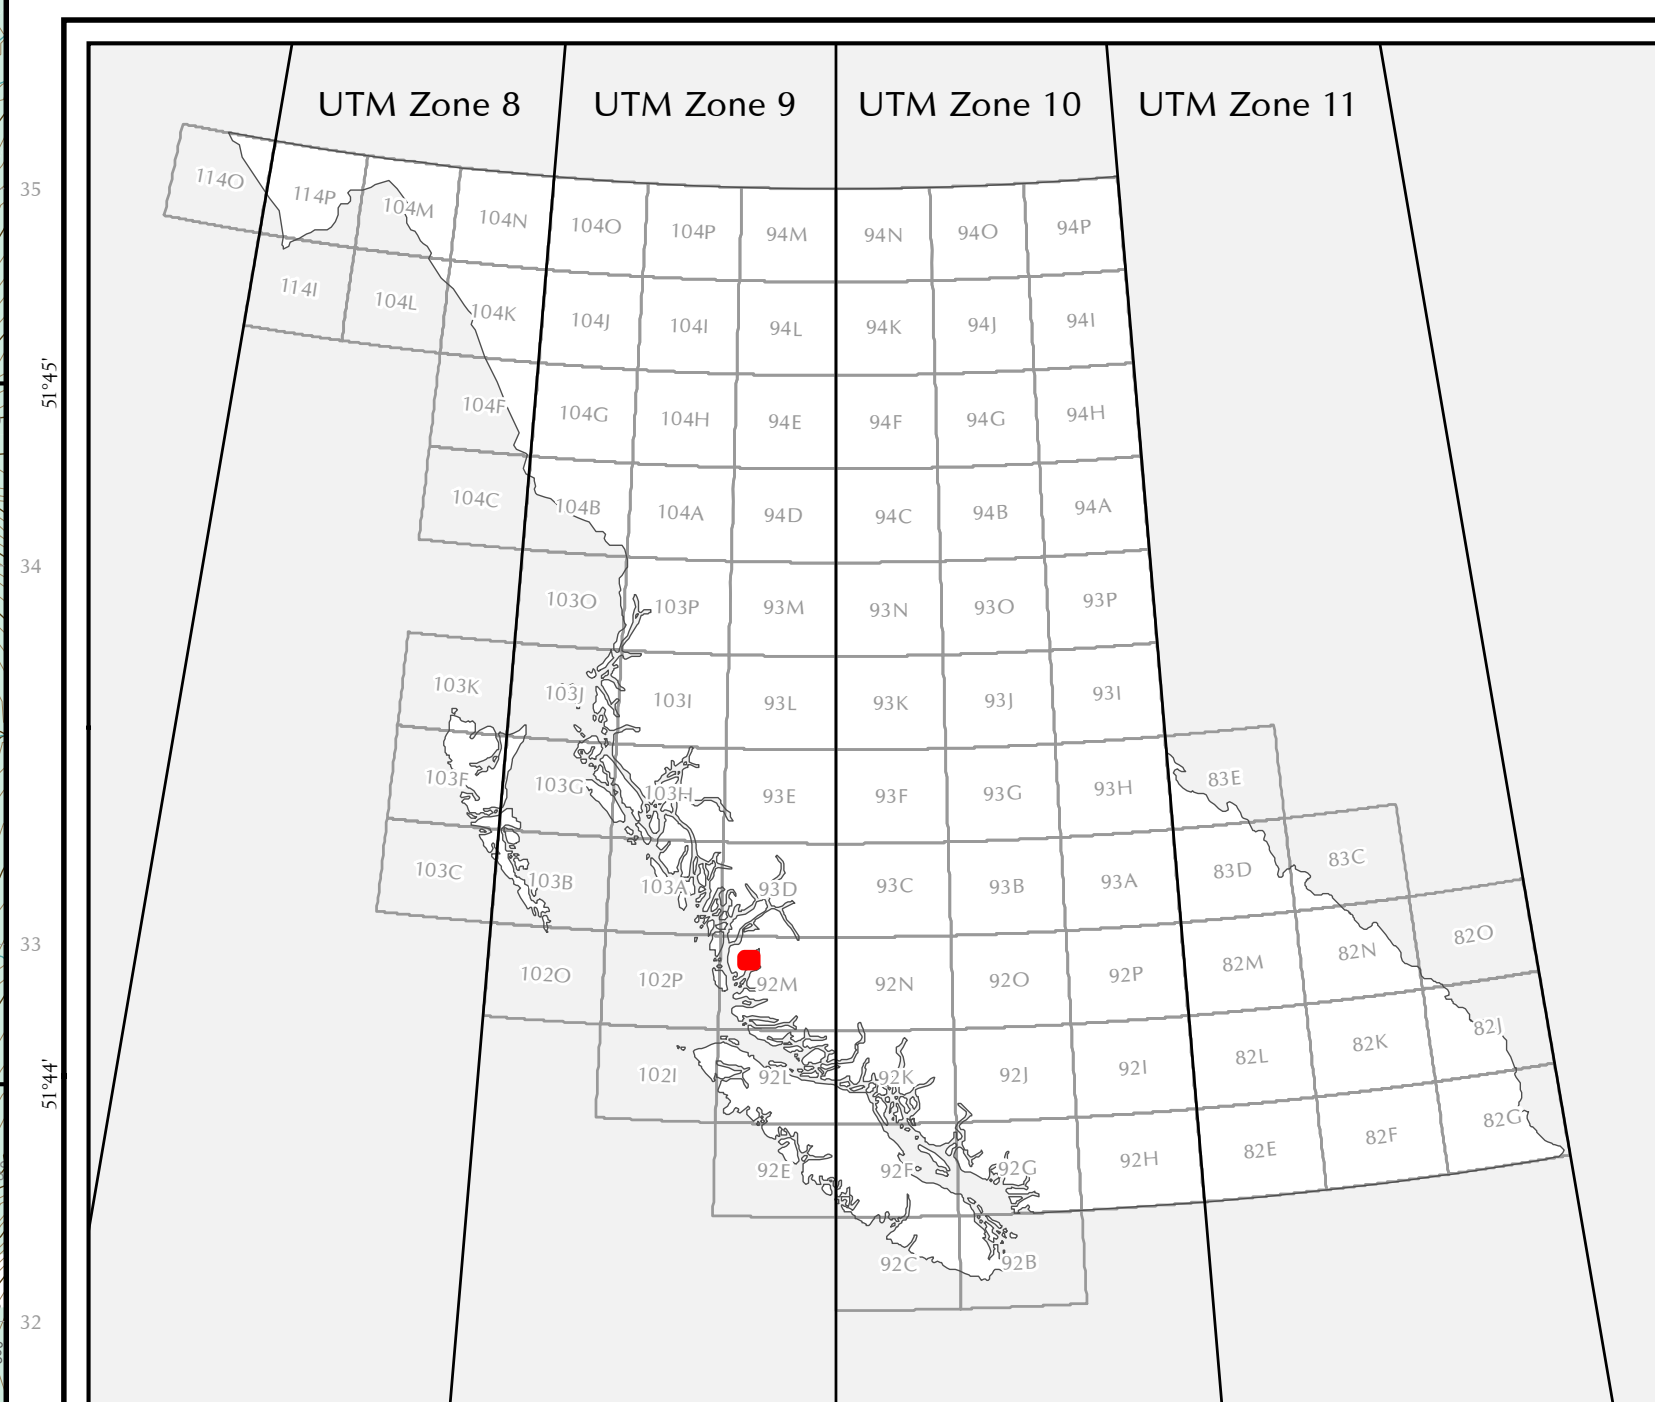 UTM Zone 8 UTM Zone 9 UTM Zone 10 UTM Zone 11
35
114O 114P 104M 104N 104O 104P 94M 94N 94O 94P
114I 104L 104K 104J 104I 94L 94K 94J 94I
51°45'
104F 104G 104H 94E 94F 94G 94H
104C 104B 104A 94D 94C 94B 94A
34
103O 103P 93M 93N 93O 93P
103K 103J 103I 93L 93K 93J 93I
103F 103G 103H 93E 93F 93G 93H 83E
103C 103B 103A 93D 93C 93B 93A 83D 83C
33
102O 102P 92M 92N 92O 92P 82M 82N 82O
51°44'
102I 92L 92K 92J 92I 82L 82K 82J
92E 92F 92G 92H 82E 82F 82G
92C 92B
32